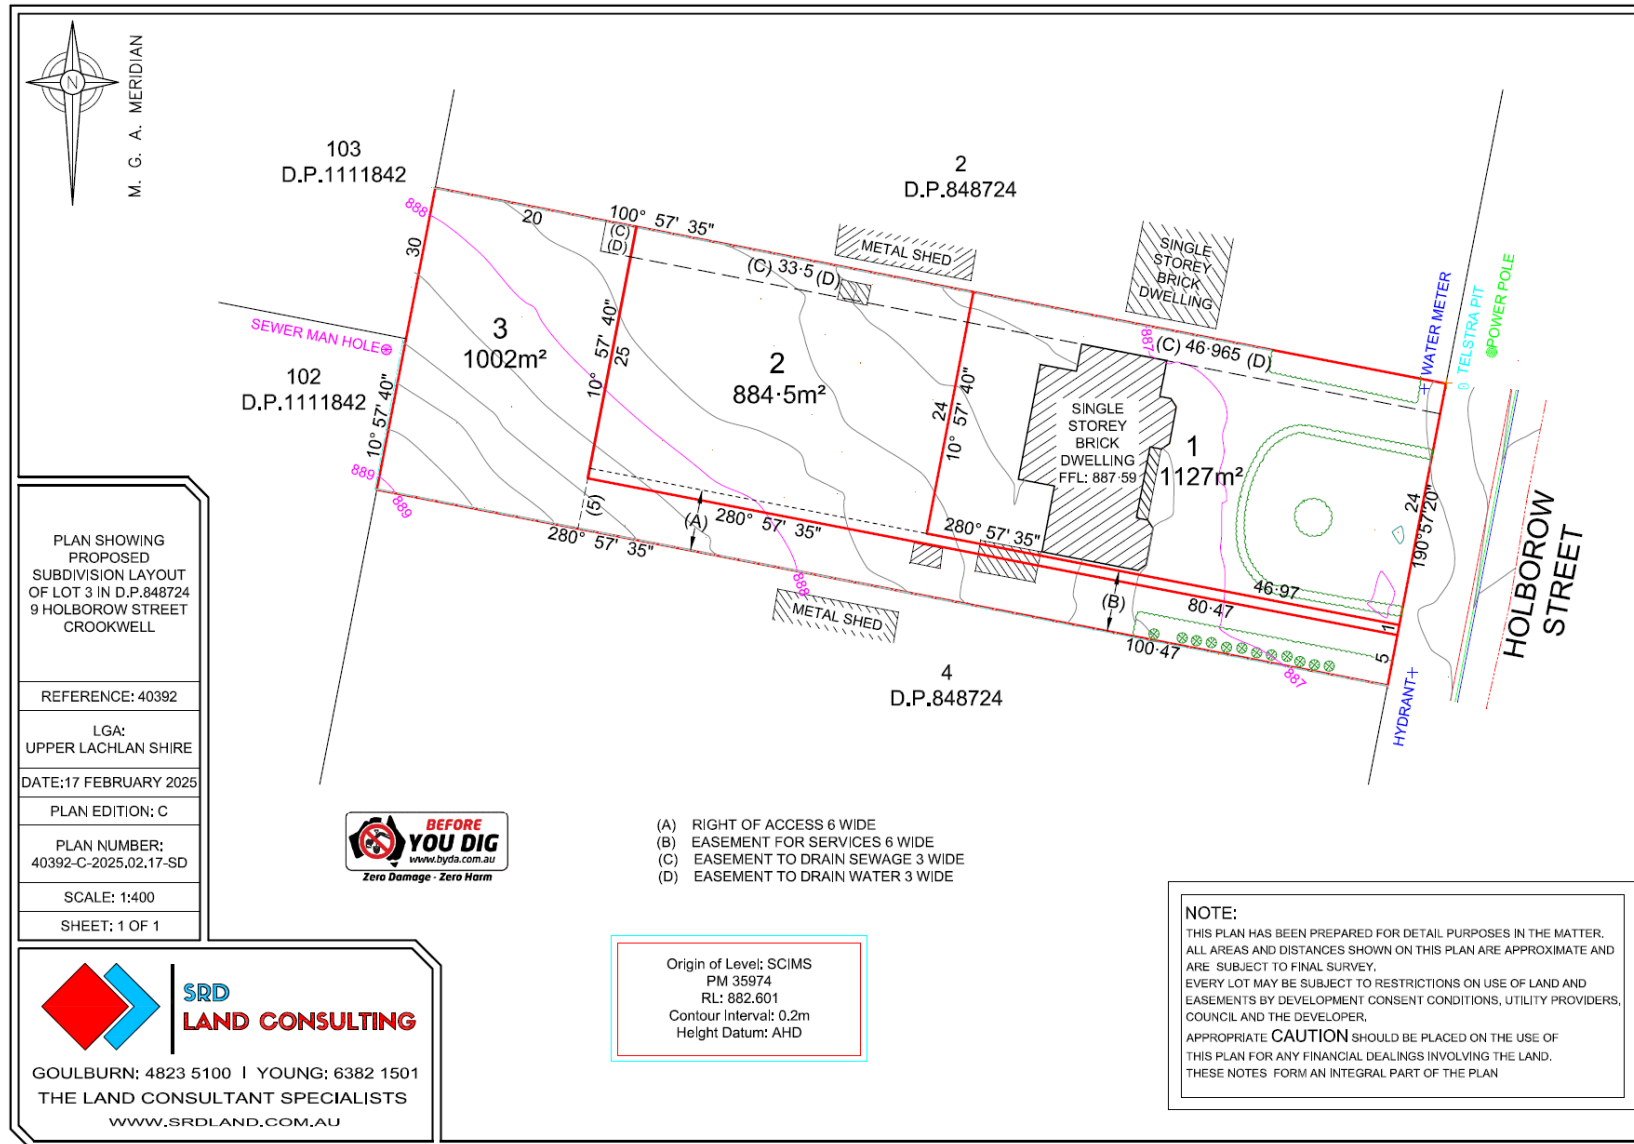 N
M. G. A. MERIDIAN
103
D.P.1111842
2
D.P.848724
888
20
100° 57' 35"
(C)
(D)
METAL SHED
SINGLE
STOREY
BRICK
DWELLING
WATER METER
TELSTRA PIT
POWER POLE
30
(C) 33·5 (D)
SEWER MAN HOLE
3
1002m²
10° 57' 40"
25
2
884·5m²
24
10° 57' 40"
887
(C) 46·965 (D)
102
D.P.1111842
10° 57' 40"
SINGLE
STOREY
BRICK
DWELLING
FFL: 887·59
1
1127m²
24
190°57'20"
HOLBOROW
STREET
889
889
(5)
(A)
280° 57' 35"
280° 57' 35"
280° 57' 35"
888
(B)
46·97
80·47
1
5
100·47
887
METAL SHED
4
D.P.848724
HYDRANT
PLAN SHOWING
PROPOSED
SUBDIVISION LAYOUT
OF LOT 3 IN D.P.848724
9 HOLBOROW STREET
CROOKWELL
REFERENCE: 40392
LGA:
UPPER LACHLAN SHIRE
DATE:17 FEBRUARY 2025
PLAN EDITION: C
PLAN NUMBER:
40392-C-2025.02.17-SD
SCALE: 1:400
SHEET: 1 OF 1
BEFORE
YOU DIG
www.byda.com.au
Zero Damage - Zero Harm
(A) RIGHT OF ACCESS 6 WIDE
(B) EASEMENT FOR SERVICES 6 WIDE
(C) EASEMENT TO DRAIN SEWAGE 3 WIDE
(D) EASEMENT TO DRAIN WATER 3 WIDE
Origin of Level: SCIMS
PM 35974
RL: 882.601
Contour Interval: 0.2m
Height Datum: AHD
NOTE:
THIS PLAN HAS BEEN PREPARED FOR DETAIL PURPOSES IN THE MATTER.
ALL AREAS AND DISTANCES SHOWN ON THIS PLAN ARE APPROXIMATE AND
ARE SUBJECT TO FINAL SURVEY.
EVERY LOT MAY BE SUBJECT TO RESTRICTIONS ON USE OF LAND AND
EASEMENTS BY DEVELOPMENT CONSENT CONDITIONS, UTILITY PROVIDERS,
COUNCIL AND THE DEVELOPER.
APPROPRIATE CAUTION SHOULD BE PLACED ON THE USE OF
THIS PLAN FOR ANY FINANCIAL DEALINGS INVOLVING THE LAND.
THESE NOTES FORM AN INTEGRAL PART OF THE PLAN
SRD
LAND CONSULTING
GOULBURN: 4823 5100 | YOUNG: 6382 1501
THE LAND CONSULTANT SPECIALISTS
WWW.SRDLAND.COM.AU